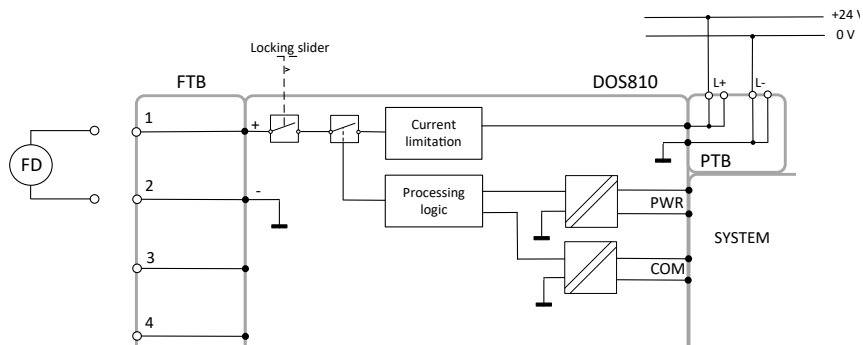 +24 V
0 V
Locking slider
FTB
DOS810
L+
L-
1
+
Current
limitation
FD
PTB
2
-
Processing
logic
PWR
SYSTEM
3
COM
4